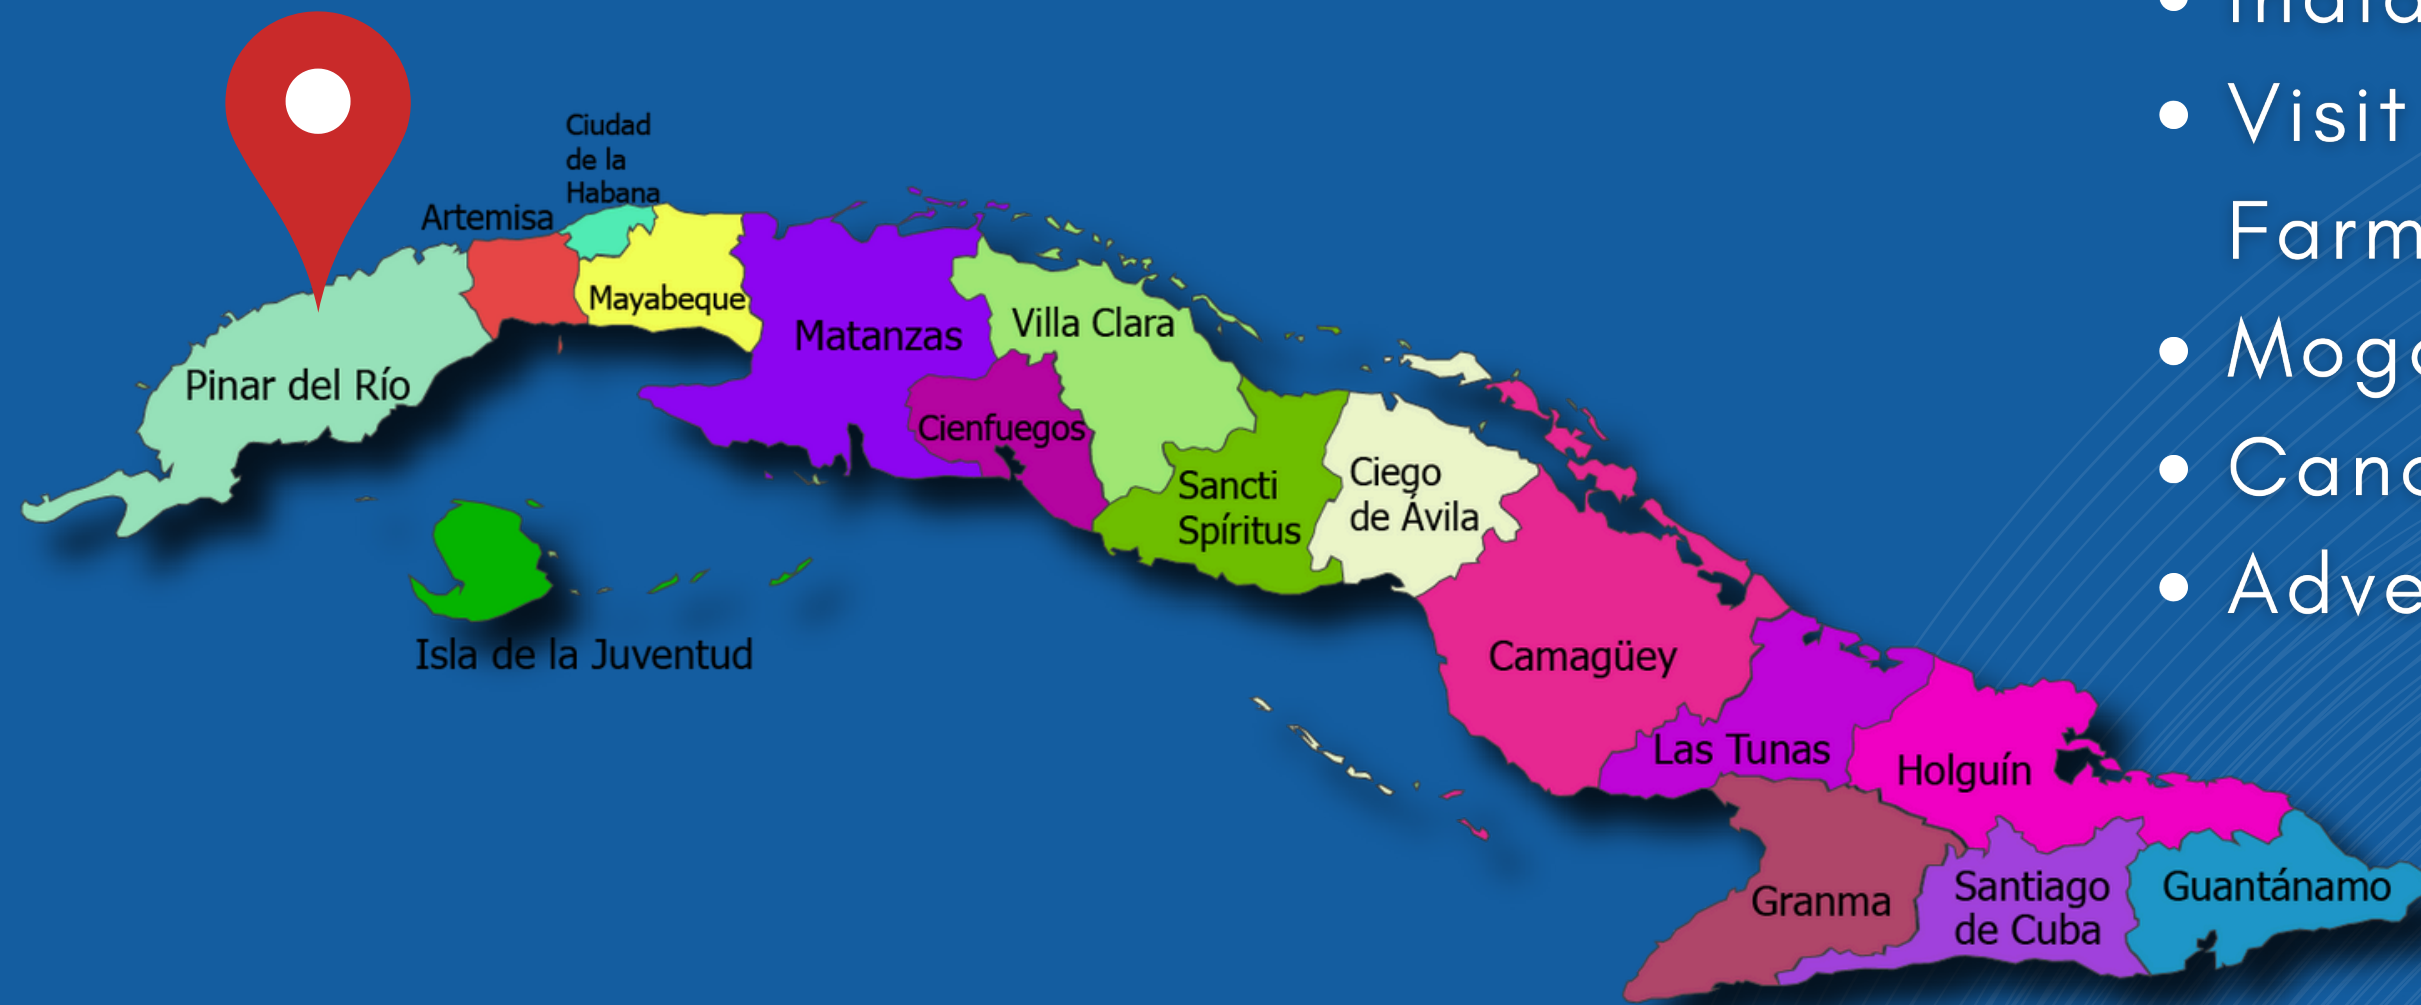 Ciudad
de la
Habana
Artemisa
Mayabeque
Matanzas
Villa Clara
Pinar del Río
Cienfuegos
Sancti
Spíritus
Ciego
de Ávila
Isla de la Juventud
Camagüey
Las Tunas
Holguín
Granma
Santiago
de Cuba
Guantánamo
• Visit
Farm